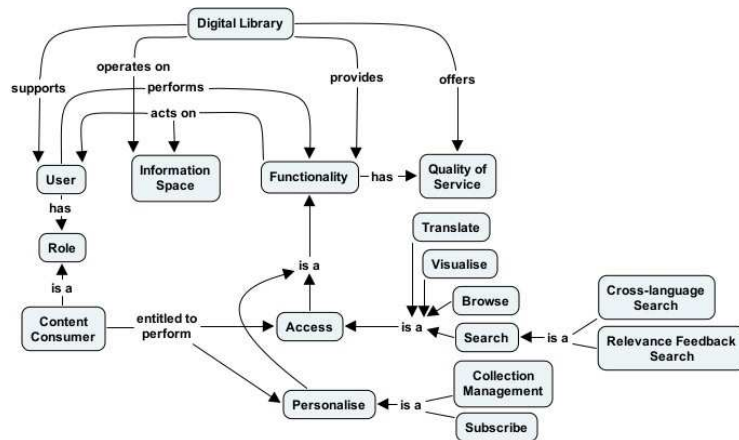 Digital Library
operates on
supports
performs
provides
offers
acts on
User
Information
Space
Functionality
has
Quality of
Service
has
Translate
Role
is a
Visualise
is a
Browse
Cross-language
Search
Content
Consumer
entitled to
perform
Access
is a
Search
is a
Relevance Feedback
Search
Collection
Management
Personalise
is a
Subscribe